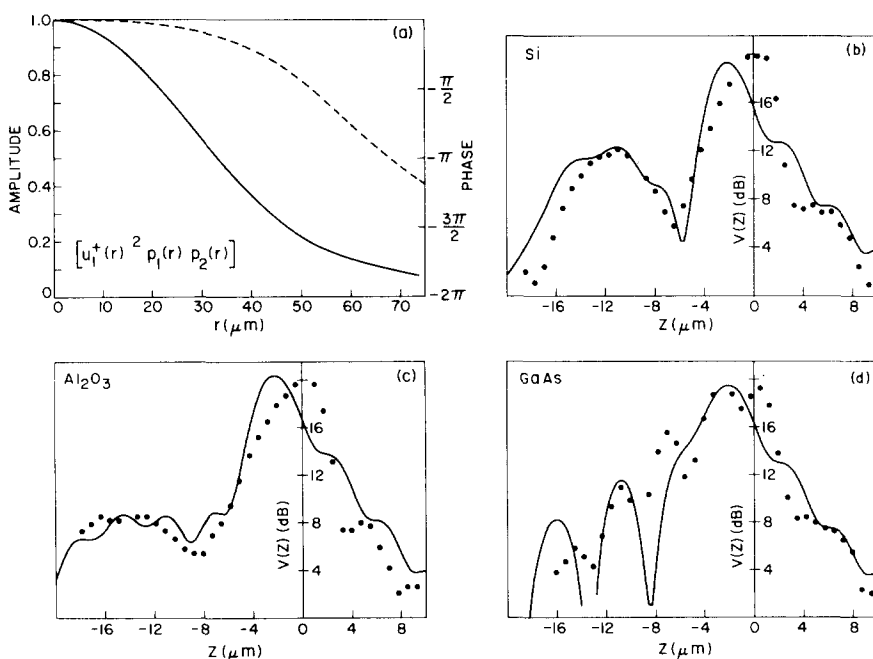 (a)
1.0
0.8
0.6
0.4
0.2
0
AMPLITUDE
[u₁⁺(r)² p₁(r) p₂(r)]
-π/2
-π
-3π/2
-2π
PHASE
0 10 20 30 40 50 60 70
r(μm)
Si
(b)
16
12
8
4
V(Z) (dB)
-16 -12 -8 -4 0 4 8
Z (μm)
Al₂O₃
(c)
16
12
8
4
V(Z) (dB)
-16 -12 -8 -4 0 4 8
Z (μm)
GaAs
(d)
16
12
8
4
V(Z) (dB)
-16 -12 -8 -4 0 4 8
Z (μm)